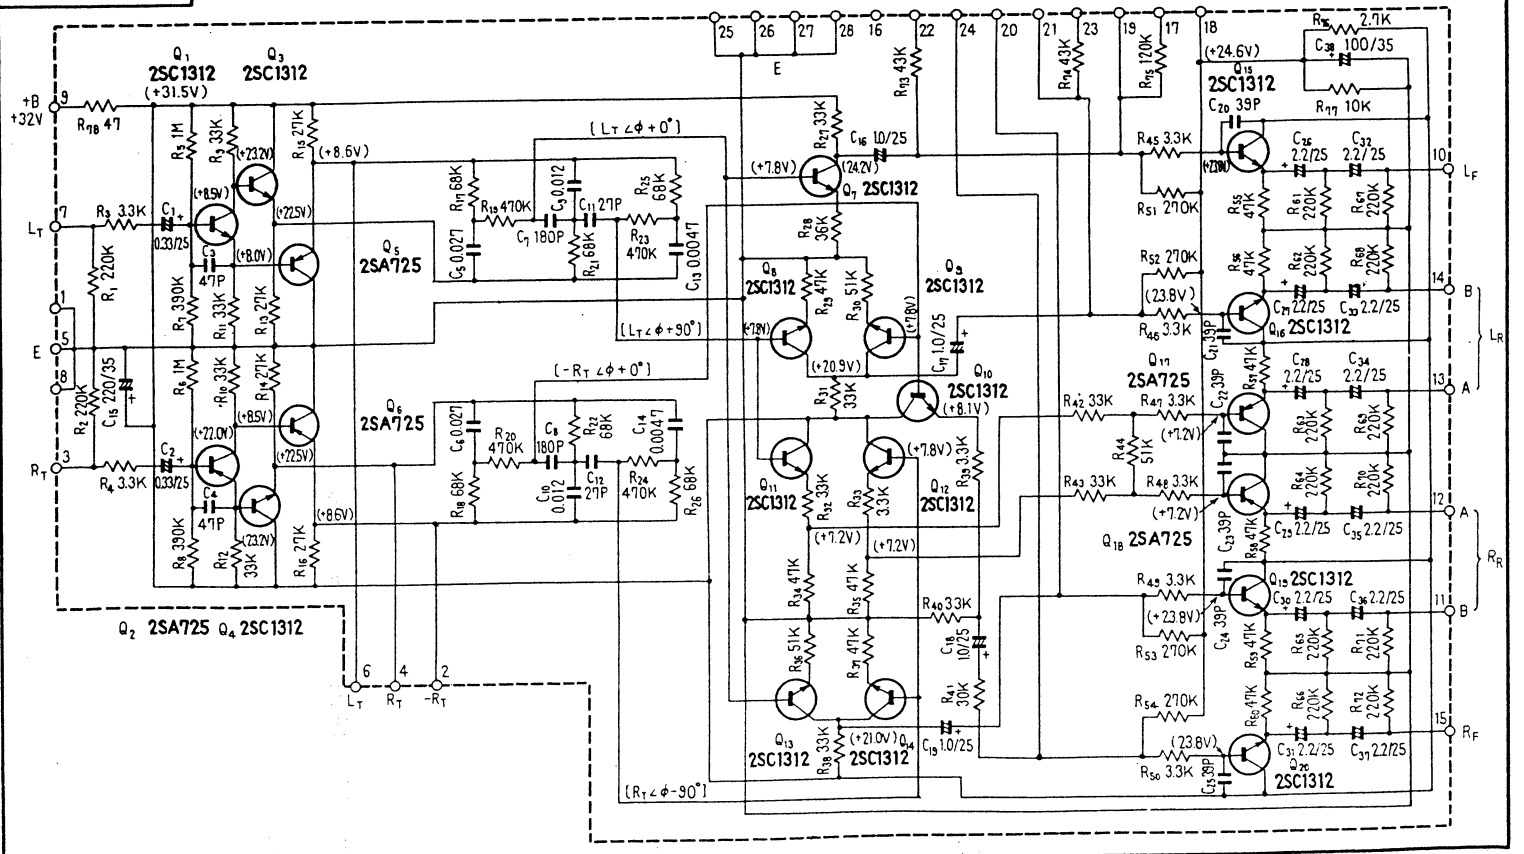 25 26 27 28 16 22 24 20 21 23 19 17 18
E
+B +32V
9
R78 47
Q1 2SC1312
(+31.5V)
Q3 2SC1312
R5 1M
R9 33K
R15 27K
(+23.2V)
(+8.6V)
(+8.5V)
7
LT
R3 3.3K
C1 0.33/25
+
(+22.5V)
(+8.0V)
C3 47P
Q5 2SA725
R1 220K
R7 390K
R11 33K
R13 27K
1
E
5
8
R2 220K
C15 220/35
+
R6 1M
R10 33K
R14 27K
(+8.5V)
Q6 2SA725
(+22.0V)
(+22.5V)
3
RT
R4 3.3K
C2 0.33/25
+
C4 47P
(+8.6V)
(+23.2V)
R8 390K
R12 33K
R16 27K
Q2 2SA725 Q4 2SC1312
6 4 2
LT RT -RT
[LT∠φ+0°]
R17 68K
R19 470K
C9 0.012
C11 27P
R25 68K
C5 0.027
C7 180P
R21 68K
R23 470K
C13 0.0047
[LT∠φ+90°]
[-RT∠φ+0°]
C6 0.027
R20 470K
C8 180P
R22 68K
C14 0.0047
R18 68K
C10 0.012
C12 27P
R24 470K
R26 68K
[RT∠φ-90°]
R27 33K
C16 1.0/25
(+7.8V)
(24.2V)
Q7 2SC1312
R28 36K
Q8 2SC1312
R29 47K
R30 51K
Q9 2SC1312
(+7.8V)
(+7.8V)
(+20.9V)
C17 1.0/25
+
R31 33K
Q10 2SC1312
(+8.1V)
(+7.8V)
Q11 2SC1312
R32 33K
R33 3.3K
Q12 2SC1312
R39 3.3K
(+7.2V)
(+7.2V)
R34 47K
R35 47K
R40 33K
C18 1.0/25
+
R36 51K
R37 47K
R41 30K
Q13 2SC1312
R38 33K
(+21.0V) Q14 2SC1312
C19 1.0/25
+
R73 43K
R74 43K
R75 120K
(+24.6V)
R76 2.7K
C38 100/35
+
R77 10K
Q15 2SC1312
C20 39P
R45 3.3K
(+23.8V)
R51 270K
C26 2.2/25
+
C32 2.2/25
10
LF
R55 47K
R61 220K
R67 220K
R52 270K
R56 47K
R62 220K
R68 220K
(23.8V)
R46 3.3K
C21 39P
Q16 2SC1312
C27 2.2/25
+
C33 2.2/25
14
B
LR
Q17 2SA725
C22 39P
R57 47K
C28 2.2/25
+
C34 2.2/25
13
A
R42 33K
R47 3.3K
(+7.2V)
R63 220K
R69 220K
R44 51K
R43 33K
R48 3.3K
(+7.2V)
R64 220K
R70 220K
Q18 2SA725
C23 39P
R58 47K
C29 2.2/25
+
C35 2.2/25
12
A
RR
R49 3.3K
Q19 2SC1312
(+23.8V)
C24 39P
C30 2.2/25
+
C36 2.2/25
11
B
R53 270K
R59 47K
R65 220K
R71 220K
R54 270K
R60 47K
R66 220K
R72 220K
(23.8V)
R50 3.3K
C25 39P
C31 2.2/25
+
C37 2.2/25
15
RF
Q20 2SC1312